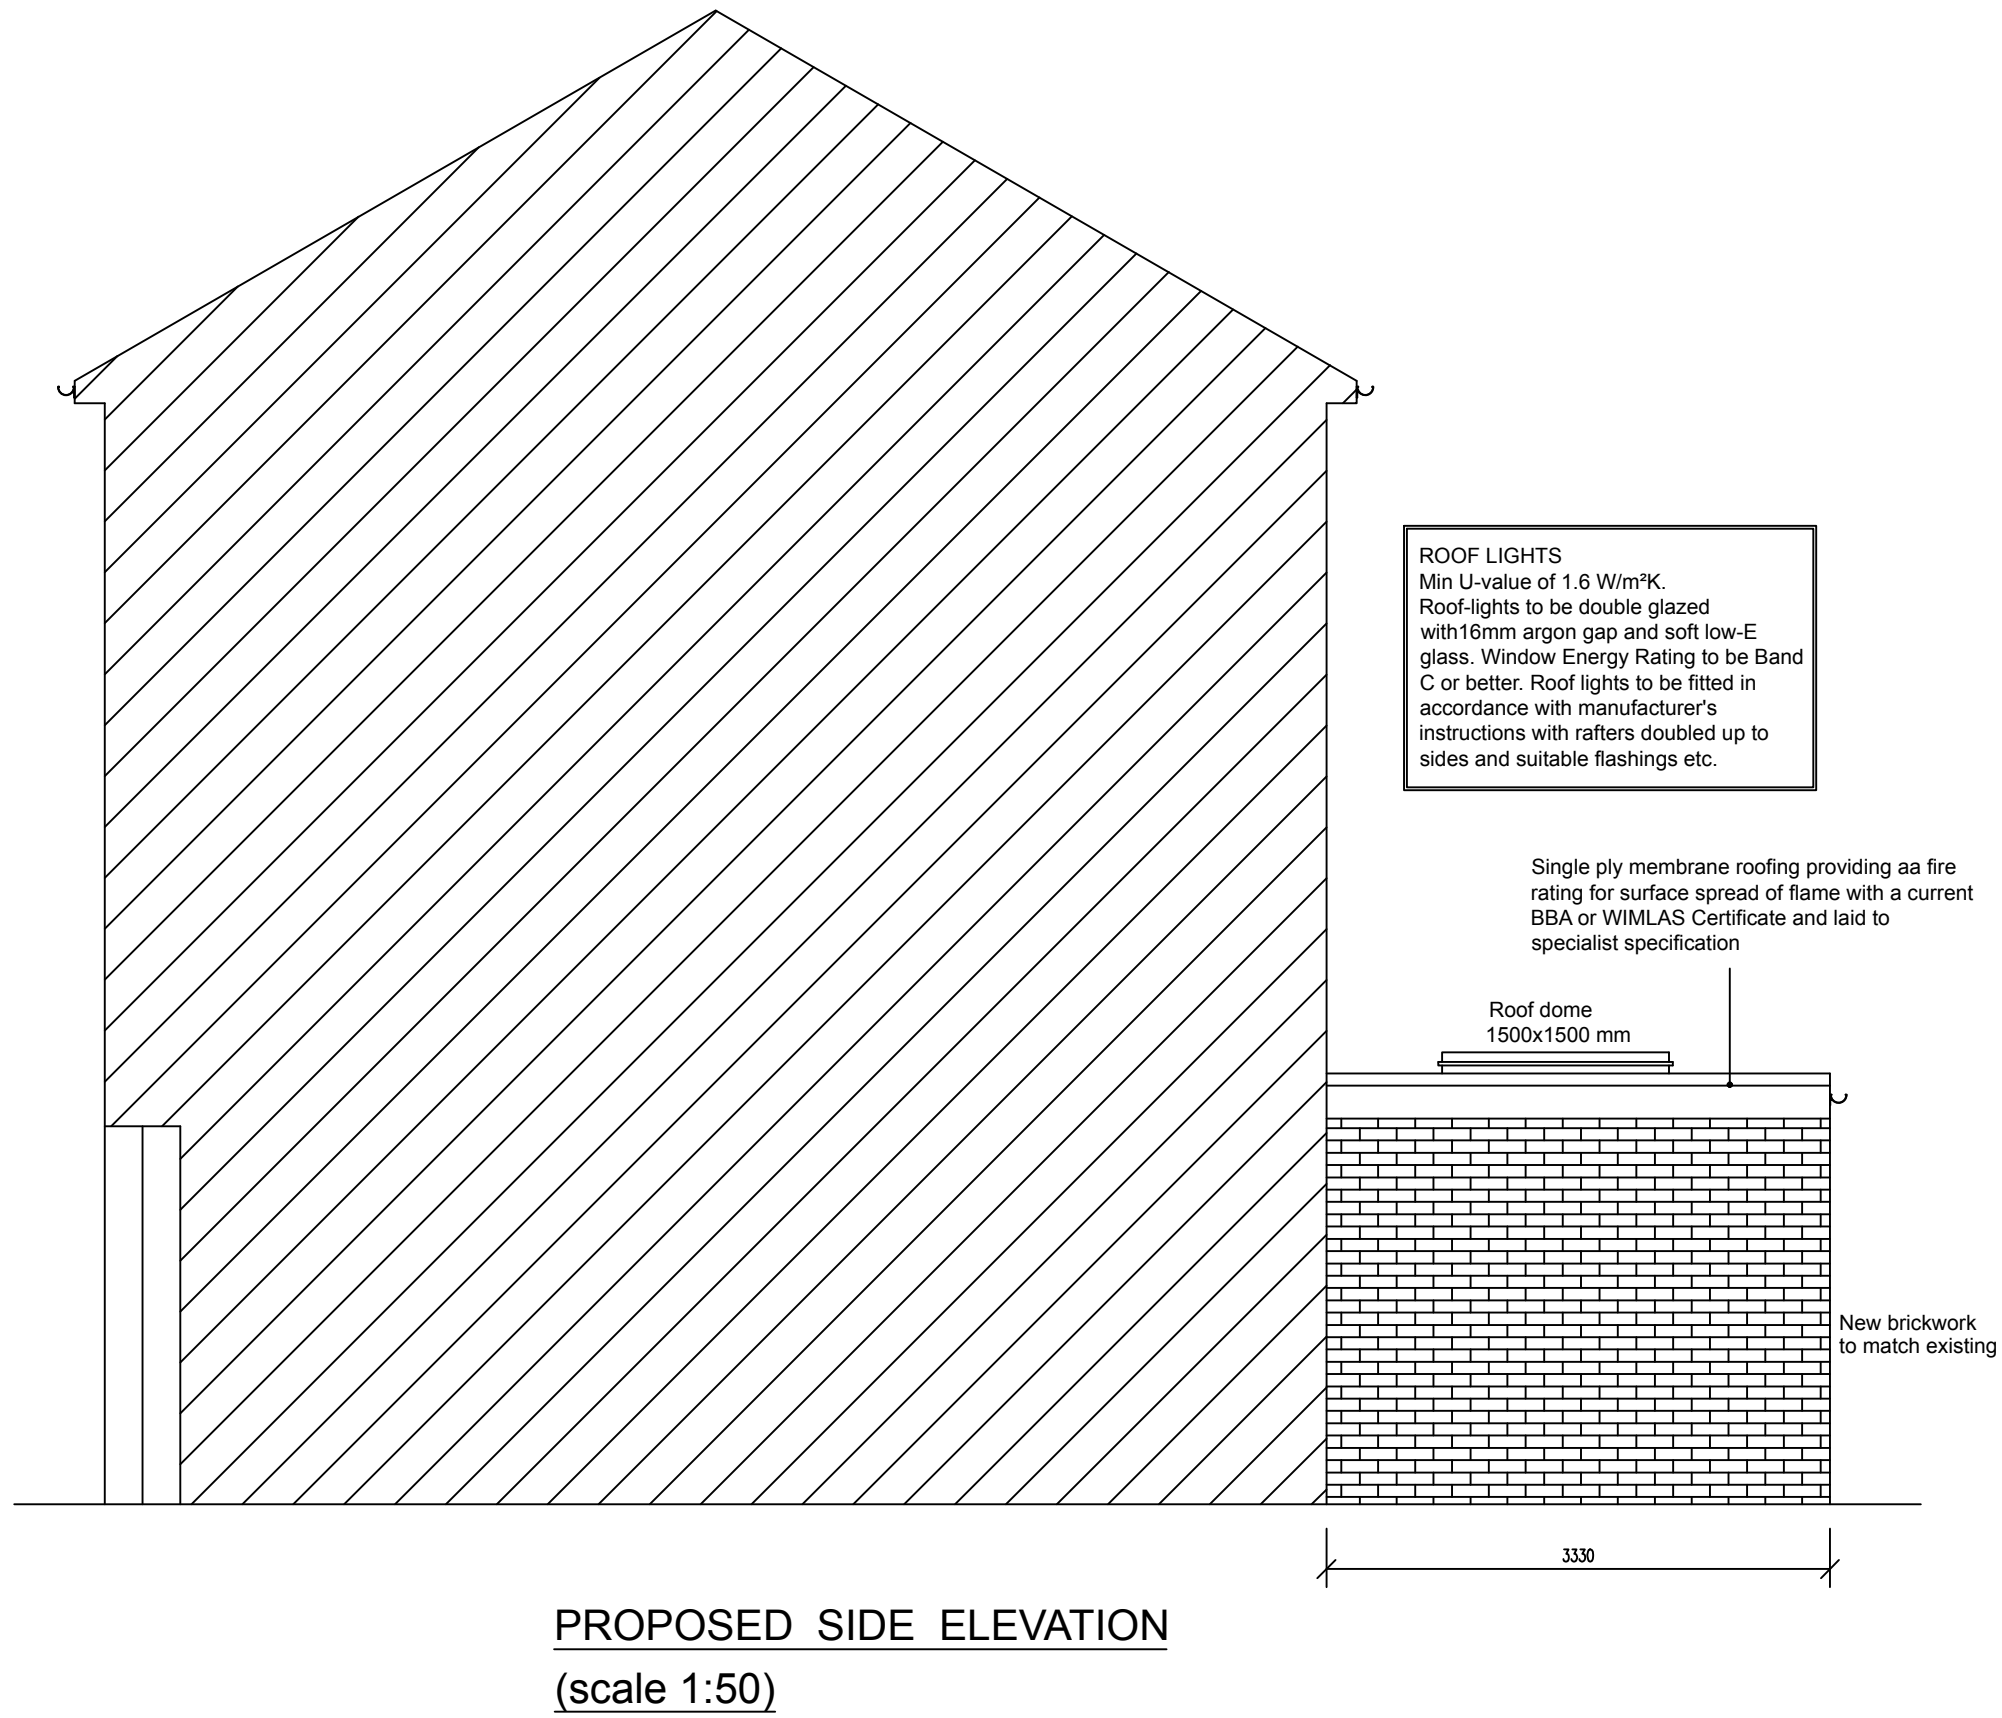 ROOF LIGHTS
Min U-value of 1.6 W/m²K.
Roof-lights to be double glazed
with16mm argon gap and soft low-E
glass. Window Energy Rating to be Band
C or better. Roof lights to be fitted in
accordance with manufacturer's
instructions with rafters doubled up to
sides and suitable flashings etc.
Single ply membrane roofing providing aa fire
rating for surface spread of flame with a current
BBA or WIMLAS Certificate and laid to
specialist specification
Roof dome
1500x1500 mm
New brickwork
to match existing
3330
PROPOSED SIDE ELEVATION
(scale 1:50)